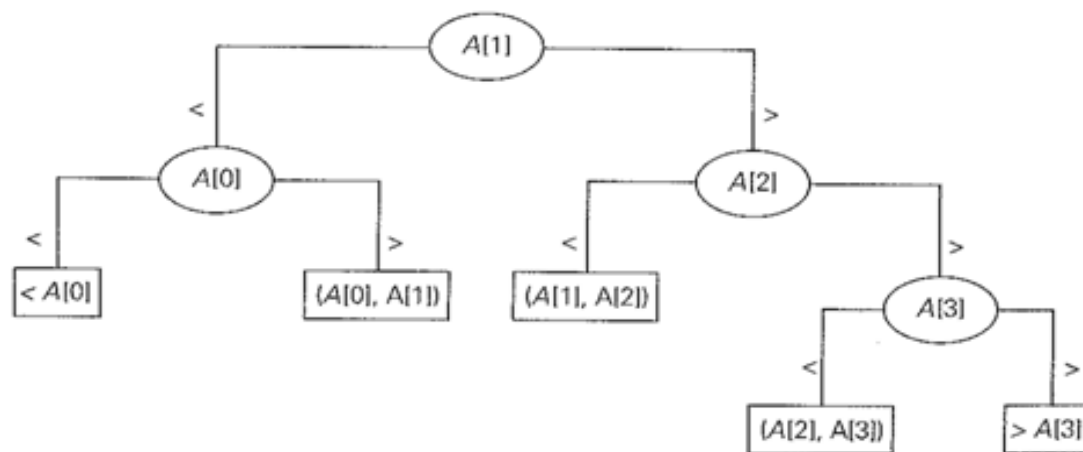 A[1]
<
>
A[0]
A[2]
<
>
<
>
< A[0]
(A[0], A[1])
(A[1], A[2])
A[3]
<
>
(A[2], A[3])
> A[3]